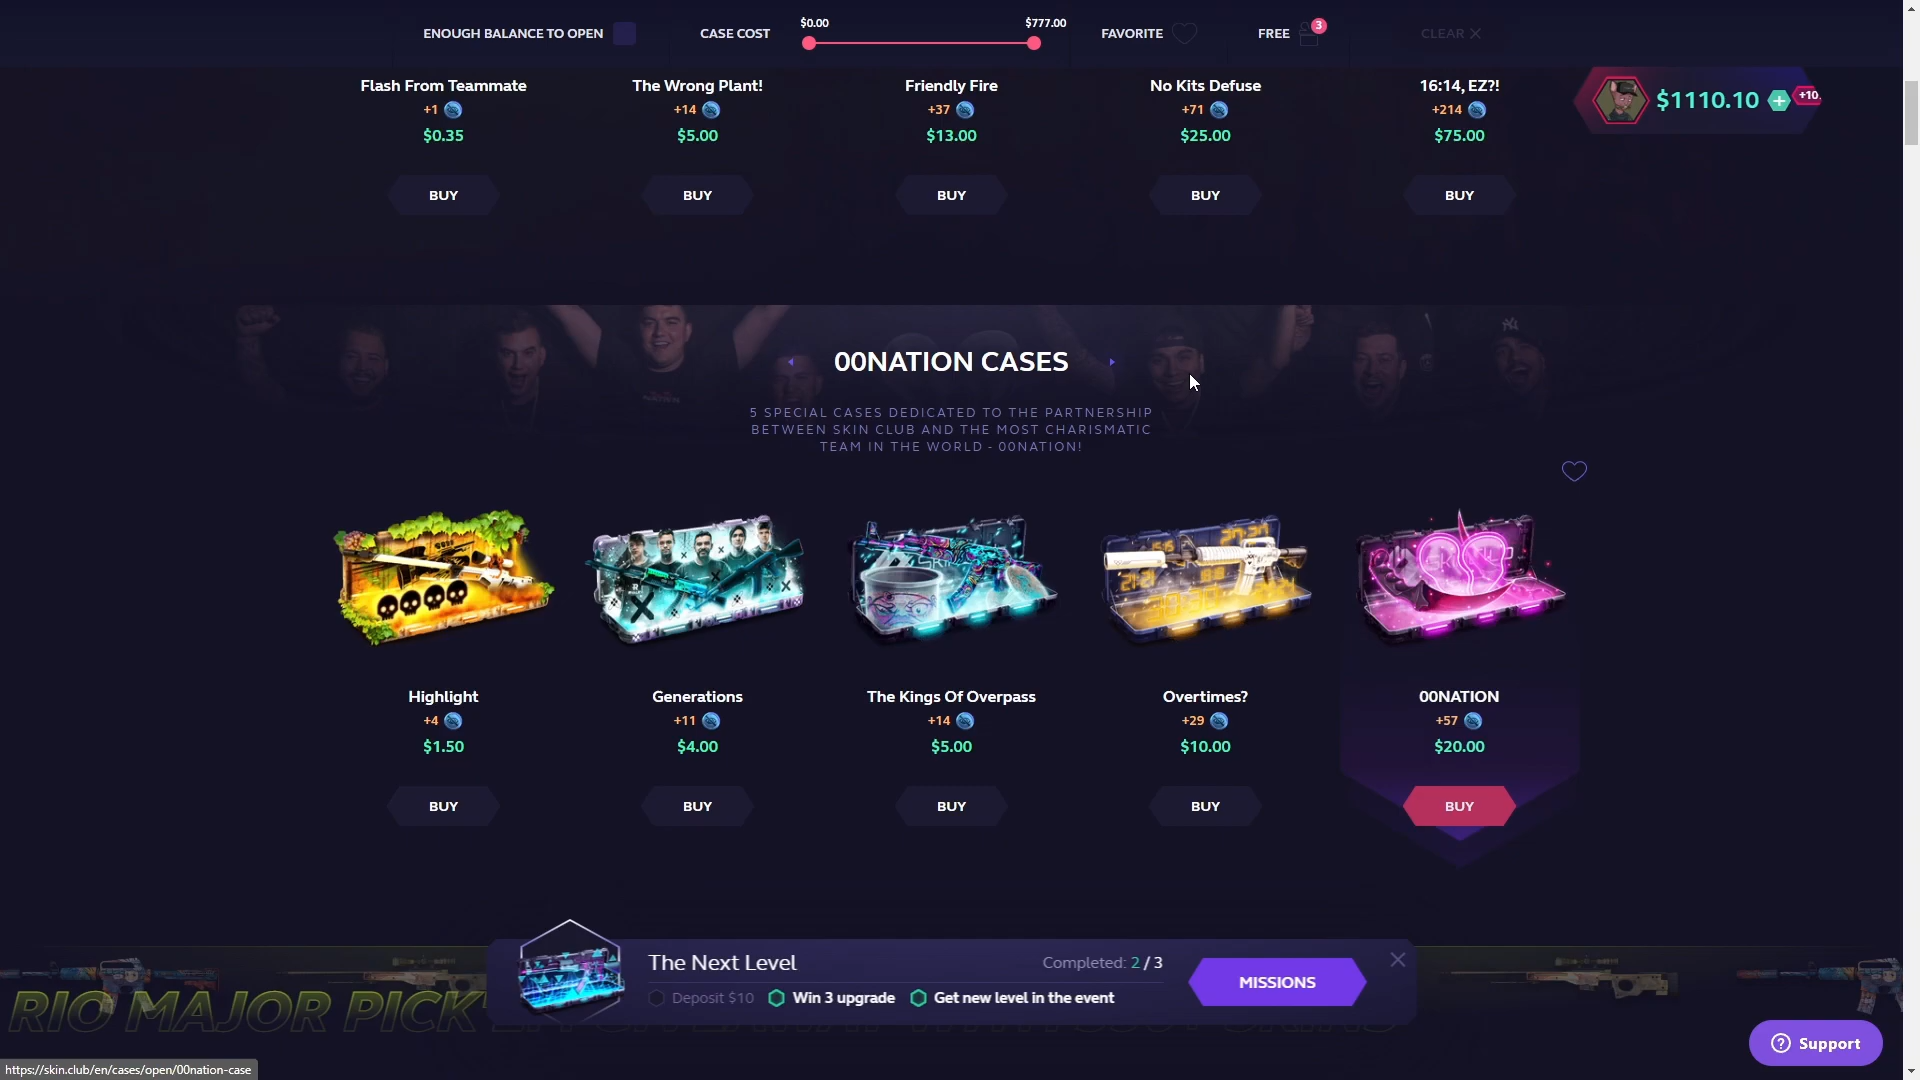 ENOUGH BALANCE TO OPEN
CASE COST
$0.00
$777.00
FAVORITE
FREE
3
CLEAR
Flash From Teammate
+1
$0.35
BUY
The Wrong Plant!
+14
$5.00
BUY
Friendly Fire
+37
$13.00
BUY
No Kits Defuse
+71
$25.00
BUY
16:14, EZ?!
+214
$75.00
BUY
$1110.10
+10.
00NATION CASES
5 SPECIAL CASES DEDICATED TO THE PARTNERSHIP
BETWEEN SKIN CLUB AND THE MOST CHARISMATIC
TEAM IN THE WORLD - 00NATION!
Highlight
+4
$1.50
BUY
Generations
+11
$4.00
BUY
The Kings Of Overpass
+14
$5.00
BUY
Overtimes?
+29
$10.00
BUY
00NATION
+57
$20.00
BUY
The Next Level
Completed: 2 / 3
Deposit $10
Win 3 upgrade
Get new level in the event
MISSIONS
RIO MAJOR PICK
Support
https://skin.club/en/cases/open/00nation-case